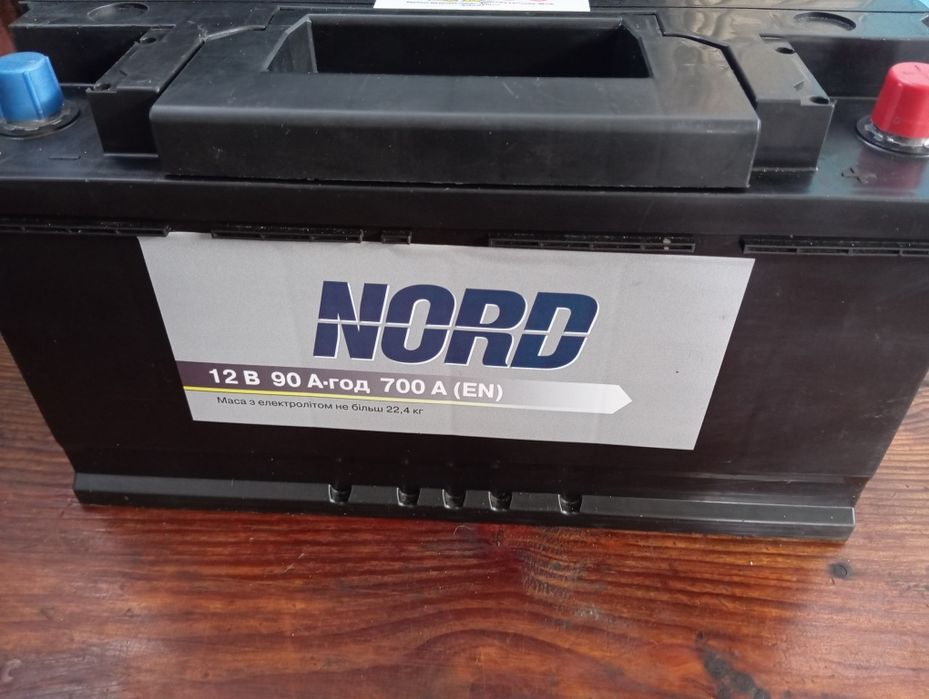 NORD
12 В 90 А·год 700 А (EN)
Маса з електролітом не більш 22,4 кг